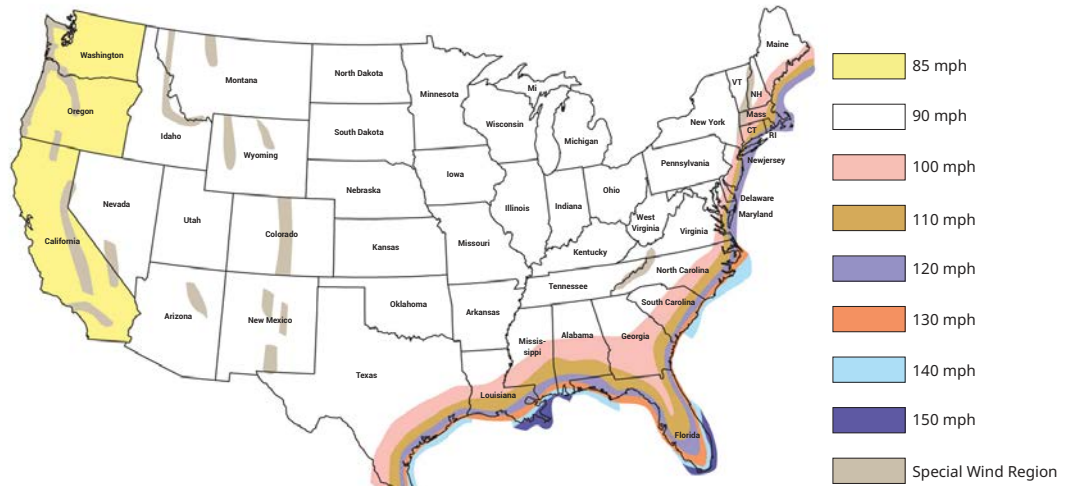 Washington
Maine
Montana
North Dakota
Minnesota
VT
NH
Oregon
Idaho
South Dakota
Wisconsin
Mi
Michigan
New York
Mass
CT
RI
Wyoming
Nebraska
Iowa
Pennsylvania
Newjersey
Nevada
Utah
Colorado
Kansas
Missouri
Illinois
Indiana
Ohio
West
Virginia
Virginia
Delaware
Maryland
California
Kentucky
Arizona
New Mexico
Oklahoma
Arkansas
Tennessee
North Carolina
South Carolina
Texas
Louisiana
Missis-
sippi
Alabama
Georgia
Florida
85 mph
90 mph
100 mph
110 mph
120 mph
130 mph
140 mph
150 mph
Special Wind Region